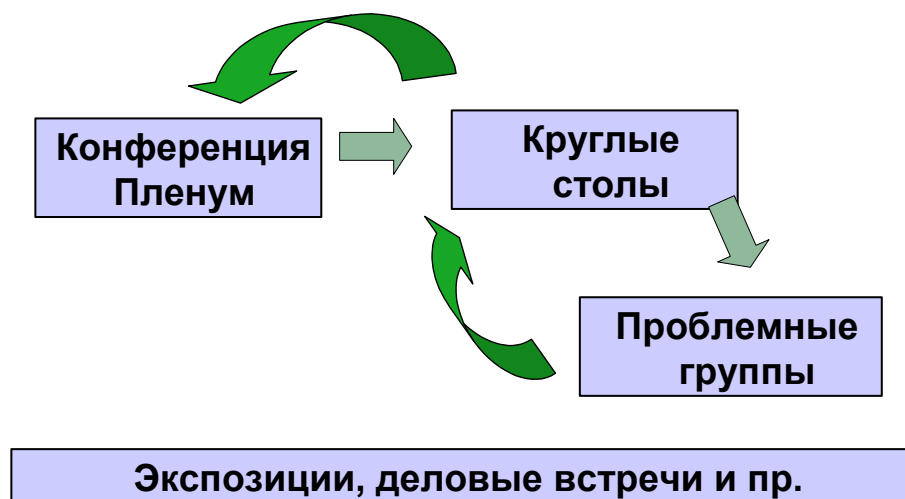 Конференция
Пленум
Круглые
столы
Проблемные
группы
Экспозиции, деловые встречи и пр.